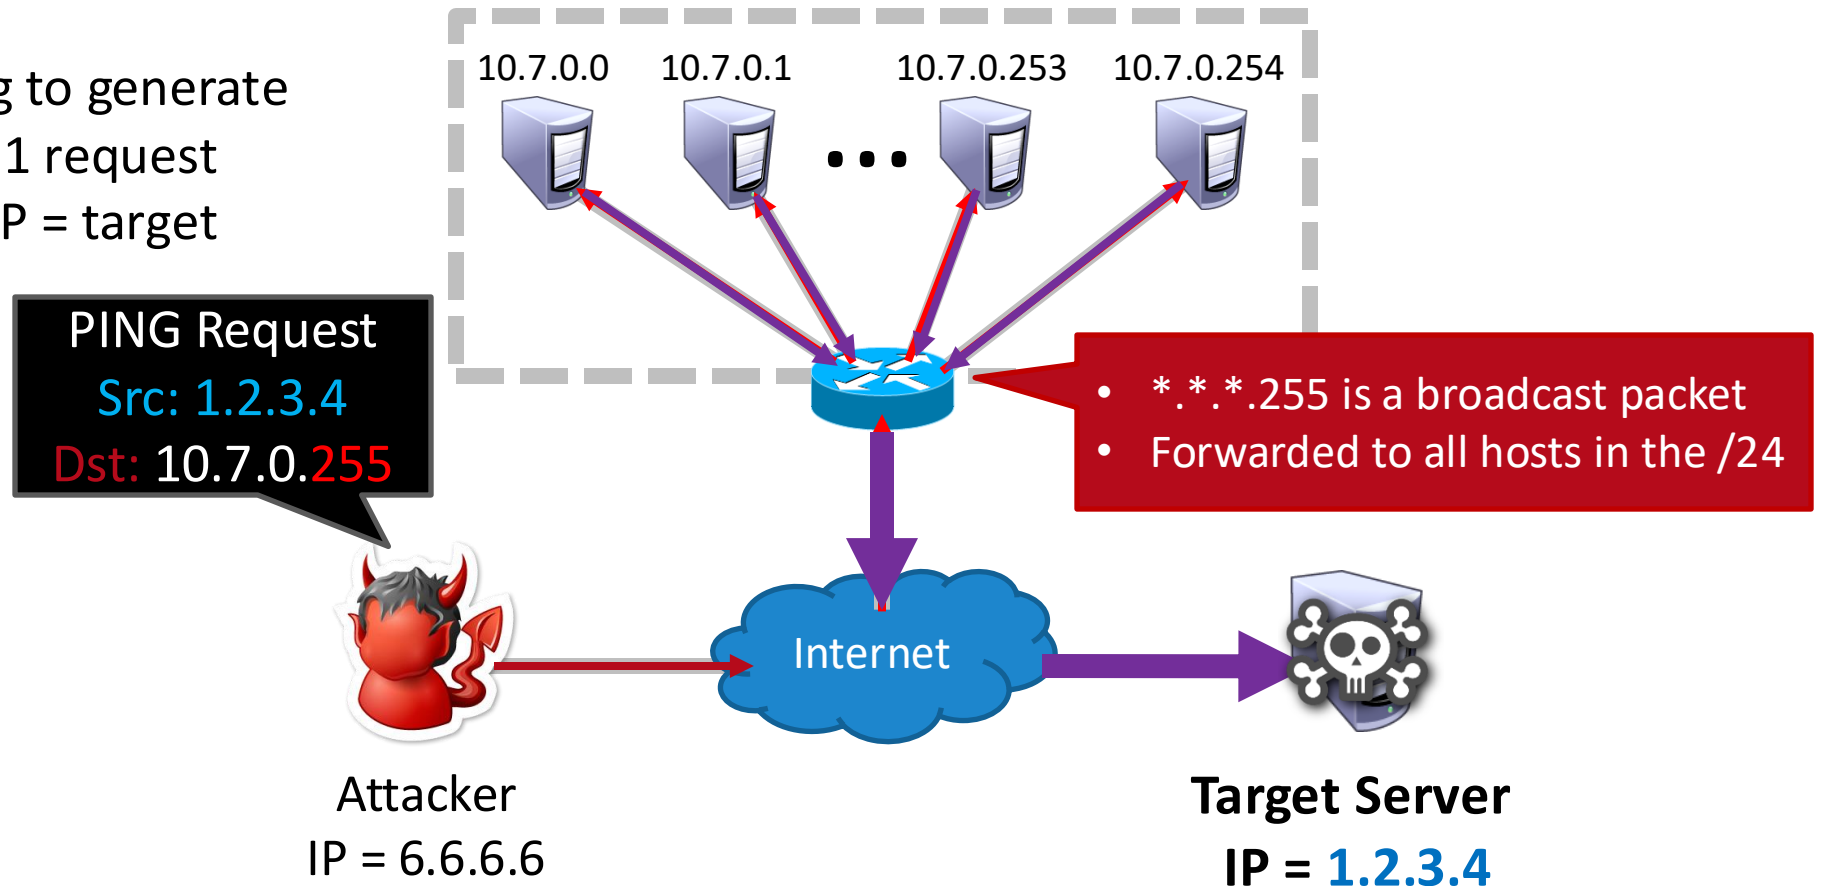 10.7.0.0 10.7.0.1 10.7.0.253 10.7.0.254
to generate
1 request
= target
...
PING Request
Src: 1.2.3.4
Dst: 10.7.0.255
• *.*.*.255 is a broadcast packet
• Forwarded to all hosts in the /24
Internet
Attacker
IP = 6.6.6.6
Target Server
IP = 1.2.3.4